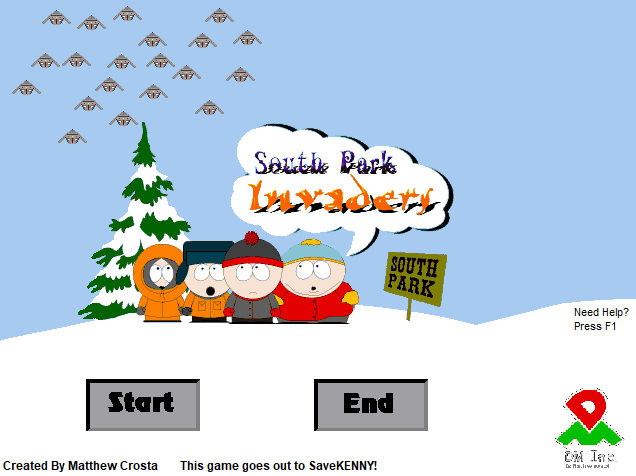 South Park
Invaders
SOUTH
PARK
Need Help?
Press F1
Start
End
CM Inc.
Created By Matthew Crosta
This game goes out to SaveKENNY!